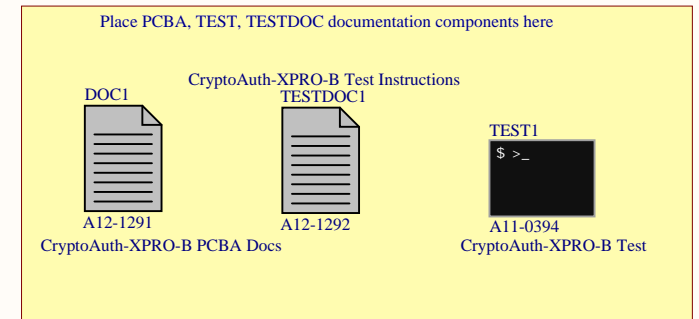 Place PCBA, TEST, TESTDOC documentation components here
CryptoAuth-XPRO-B Test Instructions
DOC1
TESTDOC1
TEST1
$ >_
A12-1291
A12-1292
A11-0394
CryptoAuth-XPRO-B PCBA Docs
CryptoAuth-XPRO-B Test